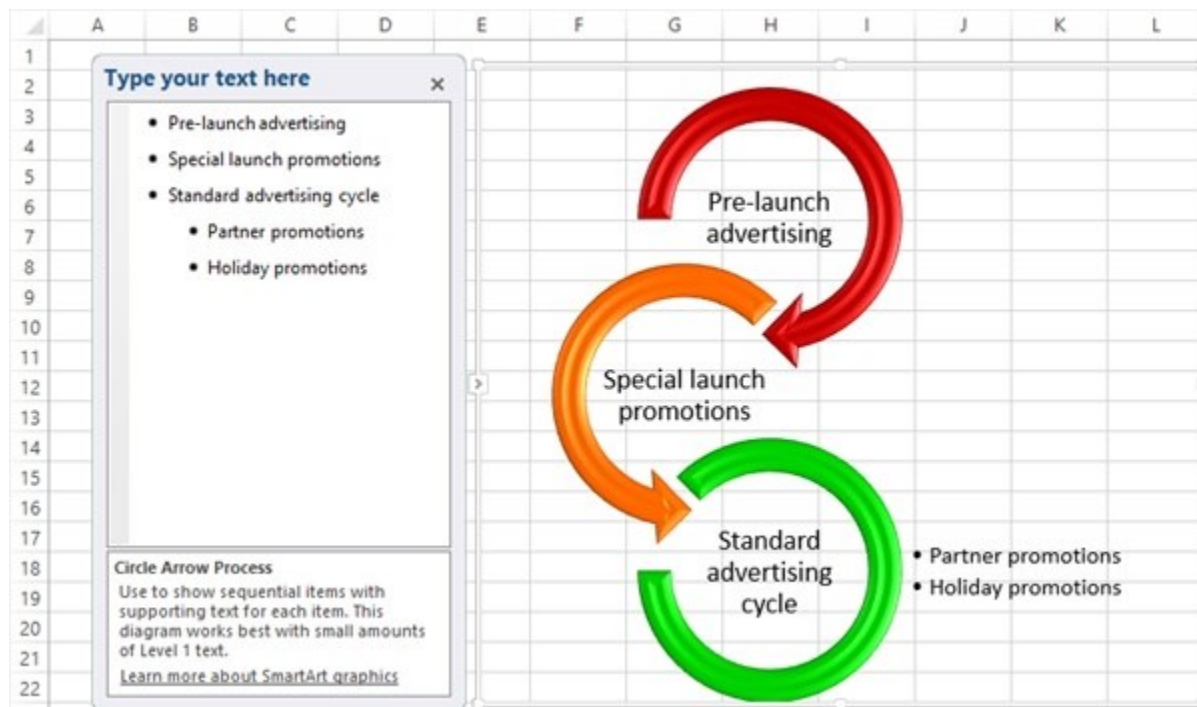 A B C D E F G H I J K L
1
2
3
4
5
6
7
8
9
10
11
12
13
14
15
16
17
18
19
20
21
22
Type your text here
• Pre-launch advertising
• Special launch promotions
• Standard advertising cycle
• Partner promotions
• Holiday promotions
Circle Arrow Process
Use to show sequential items with
supporting text for each item. This
diagram works best with small amounts
of Level 1 text.
Learn more about SmartArt graphics
Pre-launch
advertising
Special launch
promotions
Standard
advertising
cycle
• Partner promotions
• Holiday promotions